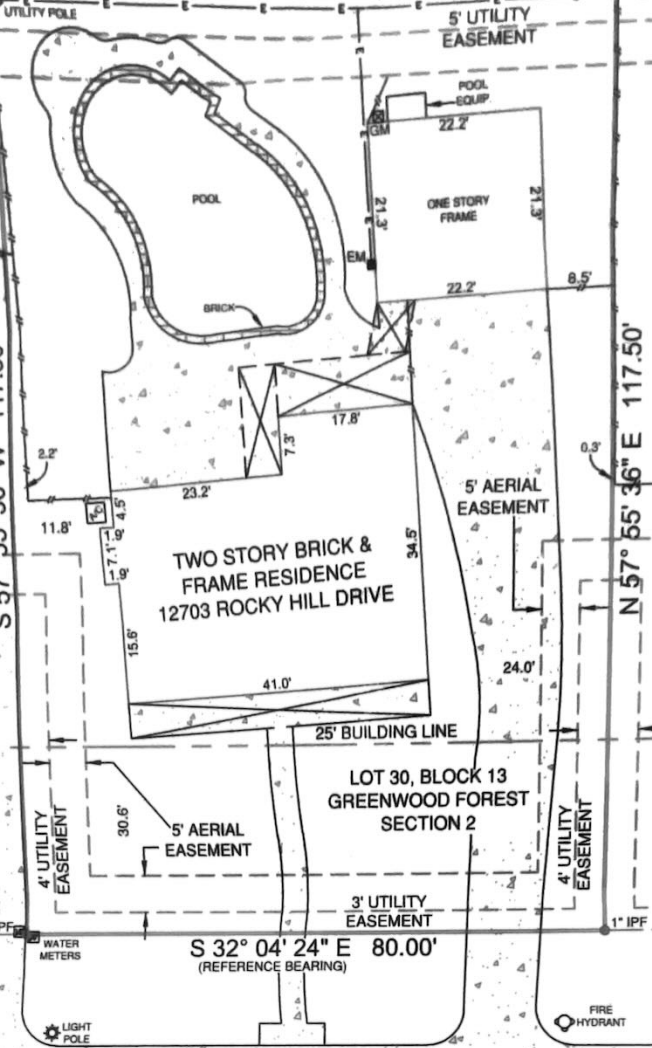 E E E E E
UTILITY POLE
5' UTILITY
EASEMENT
POOL
EQUIP.
GM
22.2'
E
E
E
POOL
21.3'
ONE STORY
FRAME
21.3'
EM
22.2'
8.5'
BRICK
N 57° 55' 36" E 117.50'
17.8'
7.3'
2.2'
0.3'
23.2'
4.5'
11.8'
1.9'
7.1'
1.9'
5' AERIAL
EASEMENT
34.5'
TWO STORY BRICK &
FRAME RESIDENCE
12703 ROCKY HILL DRIVE
15.6'
24.0'
41.0'
25' BUILDING LINE
LOT 30, BLOCK 13
GREENWOOD FOREST
SECTION 2
30.6'
5' AERIAL
EASEMENT
4' UTILITY
EASEMENT
4' UTILITY
EASEMENT
3' UTILITY
EASEMENT
1" IPF
WATER
METERS
S 32° 04' 24" E 80.00'
(REFERENCE BEARING)
LIGHT
POLE
FIRE
HYDRANT